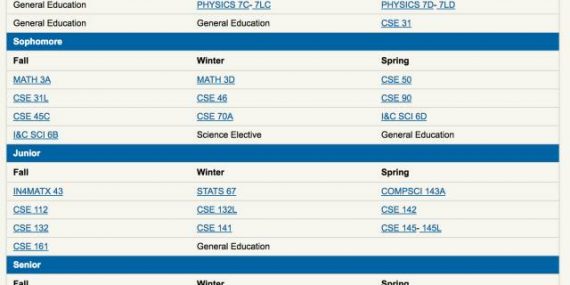 General Education PHYSICS 7C- 7LC PHYSICS 7D- 7LD
General Education General Education CSE 31
Sophomore
Fall Winter Spring
MATH 3A MATH 3D CSE 50
CSE 31L CSE 46 CSE 90
CSE 45C CSE 70A I&C SCI 6D
I&C SCI 6B Science Elective General Education
Junior
Fall Winter Spring
IN4MATX 43 STATS 67 COMPSCI 143A
CSE 112 CSE 132L CSE 142
CSE 132 CSE 141 CSE 145- 145L
CSE 161 General Education
Senior
Fall Winter Spring